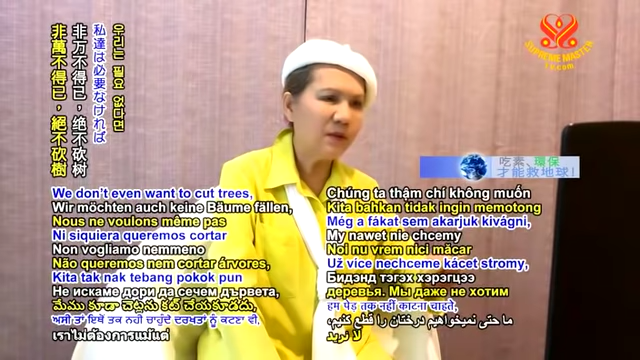 우리는 필요 없다면
私達は必要なければ
非万不得已，绝不砍树
非萬不得已，絕不砍樹
SUPREME MASTER
TV.com
吃素、環保
才能救地球!
We don't even want to cut trees,
Wir möchten auch keine Bäume fällen,
Nous ne voulons même pas
Ni siquiera queremos cortar
Non vogliamo nemmeno
Não queremos nem cortar árvores,
Kita tak nak tebang pokok pun
Не искаме дори да сечем дървета,
మేము కూడా చెట్లను కట్ చేయకూడదు,
ਅਸੀ ਤਾਂ ਇਥੋਂ ਤਕ ਨਹੀ ਚਾਹੁੰਦੇ ਦਰਖਤਾਂ ਨੂੰ ਕਟਣਾ ਵੀ,
เราไม่ต้องการแม้แต่
Chúng ta thậm chí không muốn
Kita bahkan tidak ingin memotong
Még a fákat sem akarjuk kivágni,
My nawet nie chcemy
Noi nu vrem nici măcar
Už vice nechceme kácet stromy,
Бидэнд тэгэх хэрэгцээ
деревья. Мы даже не хотим
हम पेड़ तक नहीं काटना चाहते,
ما حتی نمیخواهیم درختان را قطع کنیم،
لا نريد